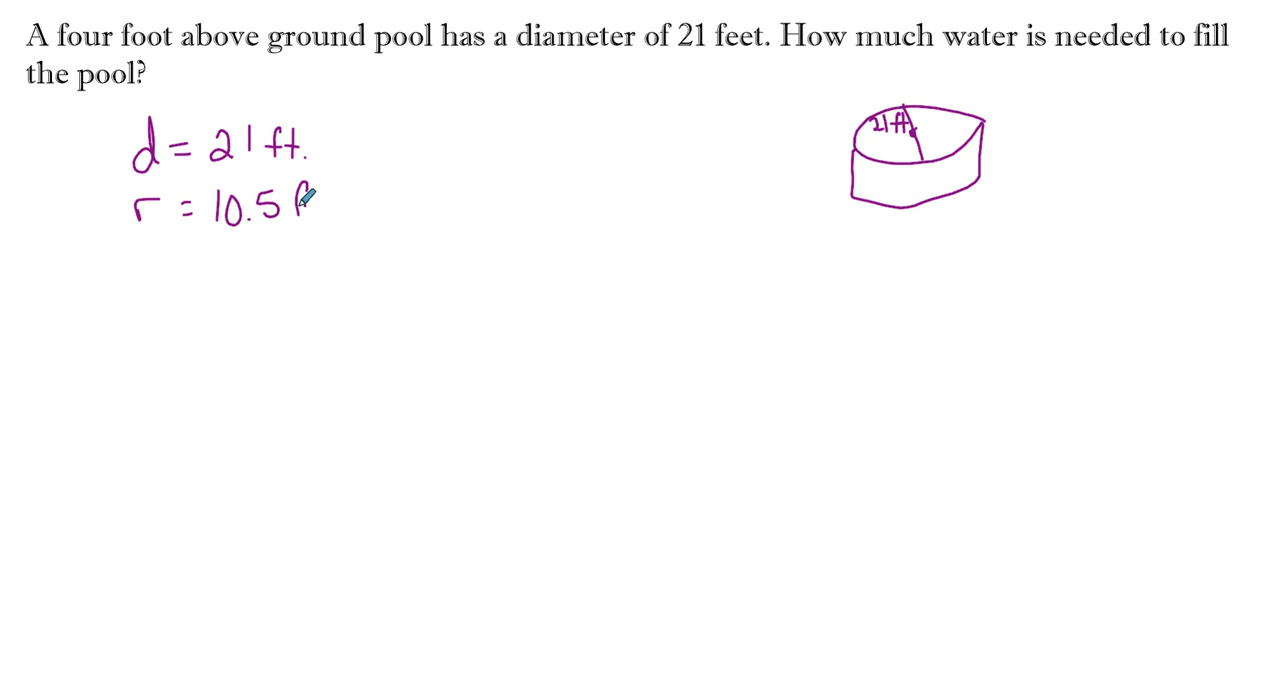 A four foot above ground pool has a diameter of 21 feet. How much water is needed to fill
the pool?
d = 21 ft.
21 ft
r = 10.5 f